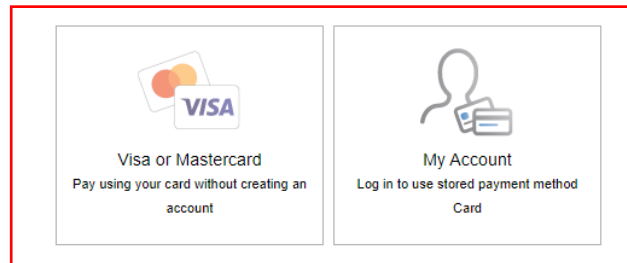 VISA
Visa or Mastercard
Pay using your card without creating an
account
My Account
Log in to use stored payment method
Card